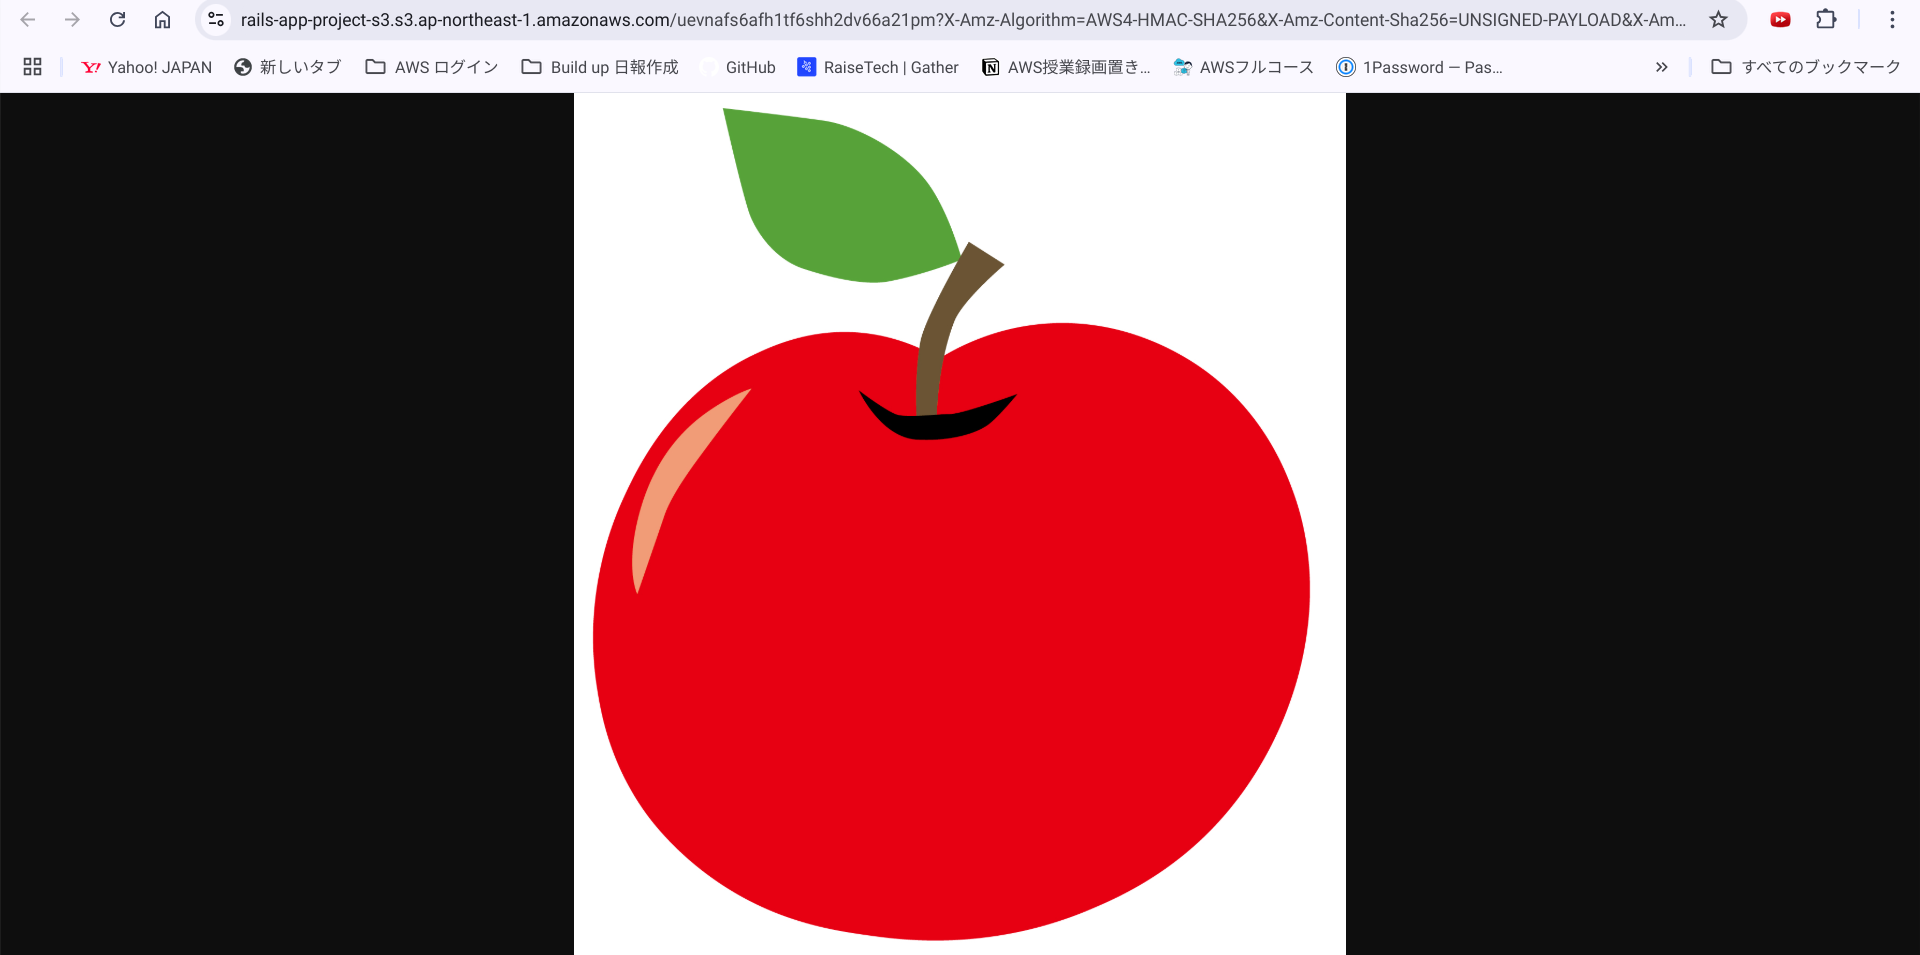 rails-app-project-s3.s3.ap-northeast-1.amazonaws.com/uevnafs6afh1tf6shh2dv66a21pm?X-Amz-Algorithm=AWS4-HMAC-SHA256&X-Amz-Content-Sha256=UNSIGNED-PAYLOAD&X-Am...
Yahoo! JAPAN 新しいタブ AWS ログイン Build up 日報作成 GitHub RaiseTech | Gather AWS授業録画置き... AWSフルコース 1Password – Pas... » すべてのブックマーク